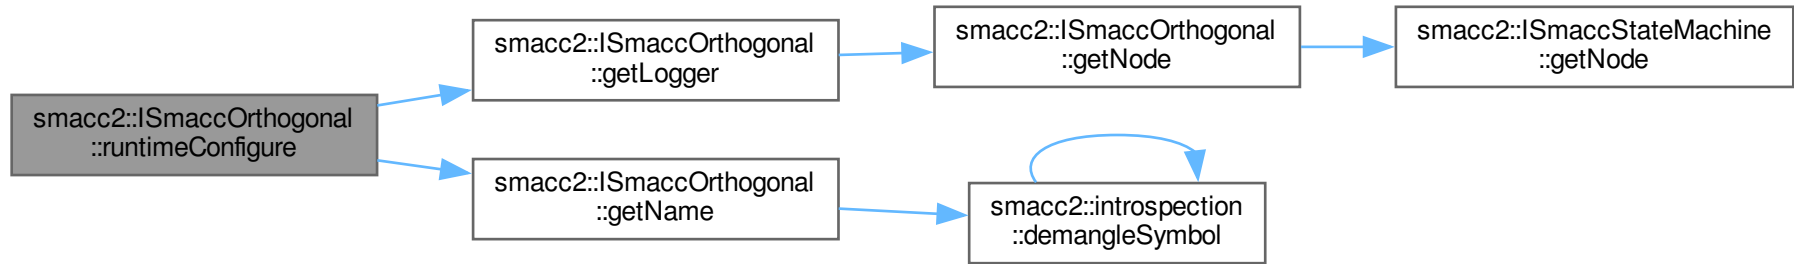 smacc2::ISmaccOrthogonal
::runtimeConfigure
smacc2::ISmaccOrthogonal
::getLogger
smacc2::ISmaccOrthogonal
::getNode
smacc2::ISmaccStateMachine
::getNode
smacc2::ISmaccOrthogonal
::getName
smacc2::introspection
::demangleSymbol